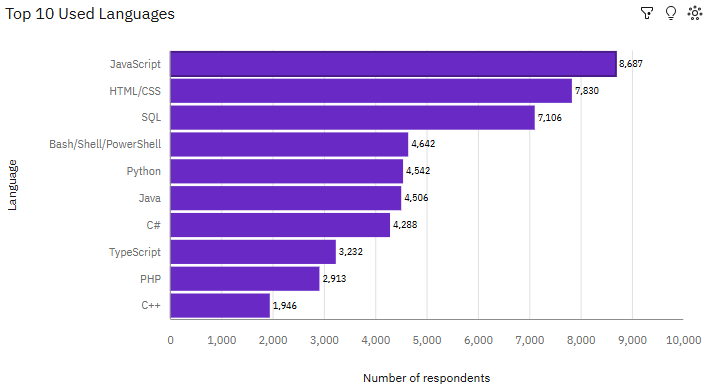 Top 10 Used Languages
Language
JavaScript 8,687
HTML/CSS 7,830
SQL 7,106
Bash/Shell/PowerShell 4,642
Python 4,542
Java 4,506
C# 4,288
TypeScript 3,232
PHP 2,913
C++ 1,946
0 1,000 2,000 3,000 4,000 5,000 6,000 7,000 8,000 9,000 10,000
Number of respondents